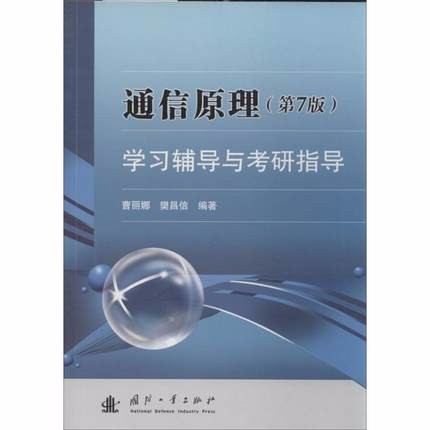 通信原理(第7版)
学习辅导与考研指导
曹丽娜 樊昌信 编著
国防工业出版社
National Defense Industry Press